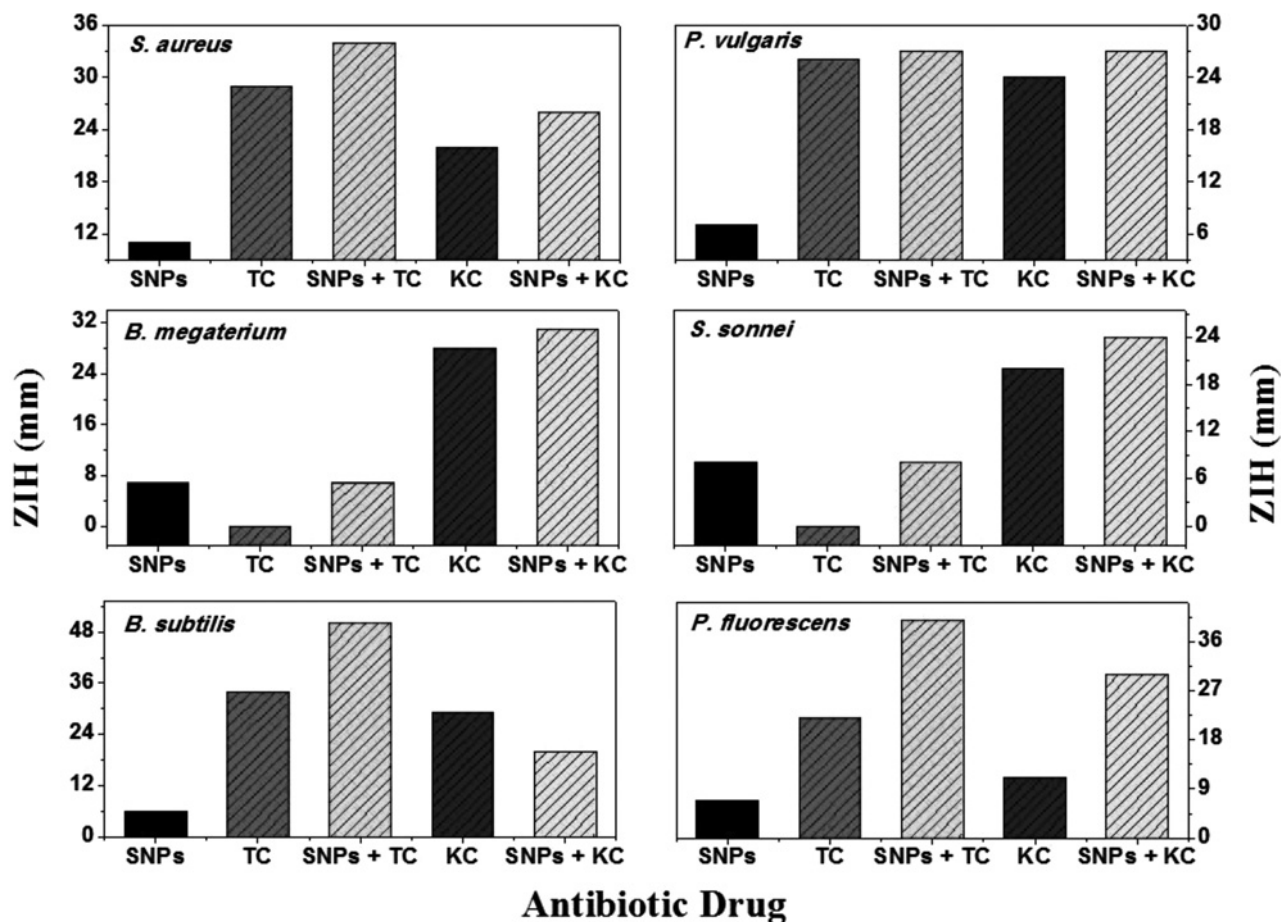 S. aureus
36
30
24
18
12
SNPs TC SNPs + TC KC SNPs + KC
P. vulgaris
30
24
18
12
6
SNPs TC SNPs + TC KC SNPs + KC
B. megaterium
32
24
16
8
0
SNPs TC SNPs + TC KC SNPs + KC
S. sonnei
24
18
12
6
0
SNPs TC SNPs + TC KC SNPs + KC
B. subtilis
48
36
24
12
0
SNPs TC SNPs + TC KC SNPs + KC
P. fluorescens
36
27
18
9
0
SNPs TC SNPs + TC KC SNPs + KC
ZIH (mm)
ZIH (mm)
Antibiotic Drug